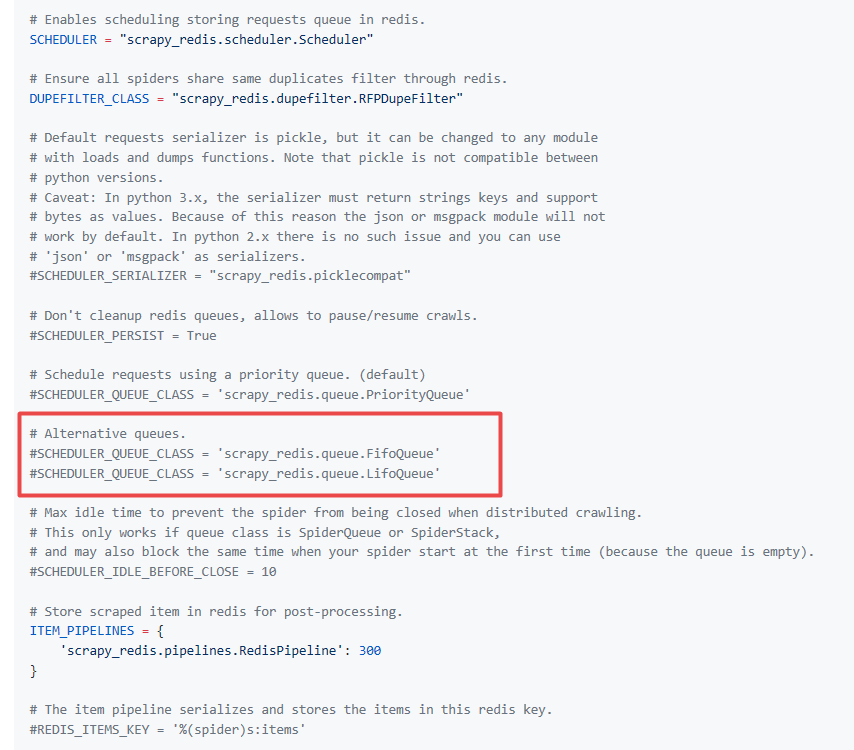 # Enables scheduling storing requests queue in redis.
SCHEDULER = "scrapy_redis.scheduler.Scheduler"
# Ensure all spiders share same duplicates filter through redis.
DUPEFILTER_CLASS = "scrapy_redis.dupefilter.RFPDupeFilter"
# Default requests serializer is pickle, but it can be changed to any module
# with loads and dumps functions. Note that pickle is not compatible between
# python versions.
# Caveat: In python 3.x, the serializer must return strings keys and support
# bytes as values. Because of this reason the json or msgpack module will not
# work by default. In python 2.x there is no such issue and you can use
# 'json' or 'msgpack' as serializers.
#SCHEDULER_SERIALIZER = "scrapy_redis.picklecompat"
# Don't cleanup redis queues, allows to pause/resume crawls.
#SCHEDULER_PERSIST = True
# Schedule requests using a priority queue. (default)
#SCHEDULER_QUEUE_CLASS = 'scrapy_redis.queue.PriorityQueue'
# Alternative queues.
#SCHEDULER_QUEUE_CLASS = 'scrapy_redis.queue.FifoQueue'
#SCHEDULER_QUEUE_CLASS = 'scrapy_redis.queue.LifoQueue'
# Max idle time to prevent the spider from being closed when distributed crawling.
# This only works if queue class is SpiderQueue or SpiderStack,
# and may also block the same time when your spider start at the first time (because the queue is empty).
#SCHEDULER_IDLE_BEFORE_CLOSE = 10
# Store scraped item in redis for post-processing.
ITEM_PIPELINES = {
    'scrapy_redis.pipelines.RedisPipeline': 300
}
# The item pipeline serializes and stores the items in this redis key.
#REDIS_ITEMS_KEY = '%(spider)s:items'